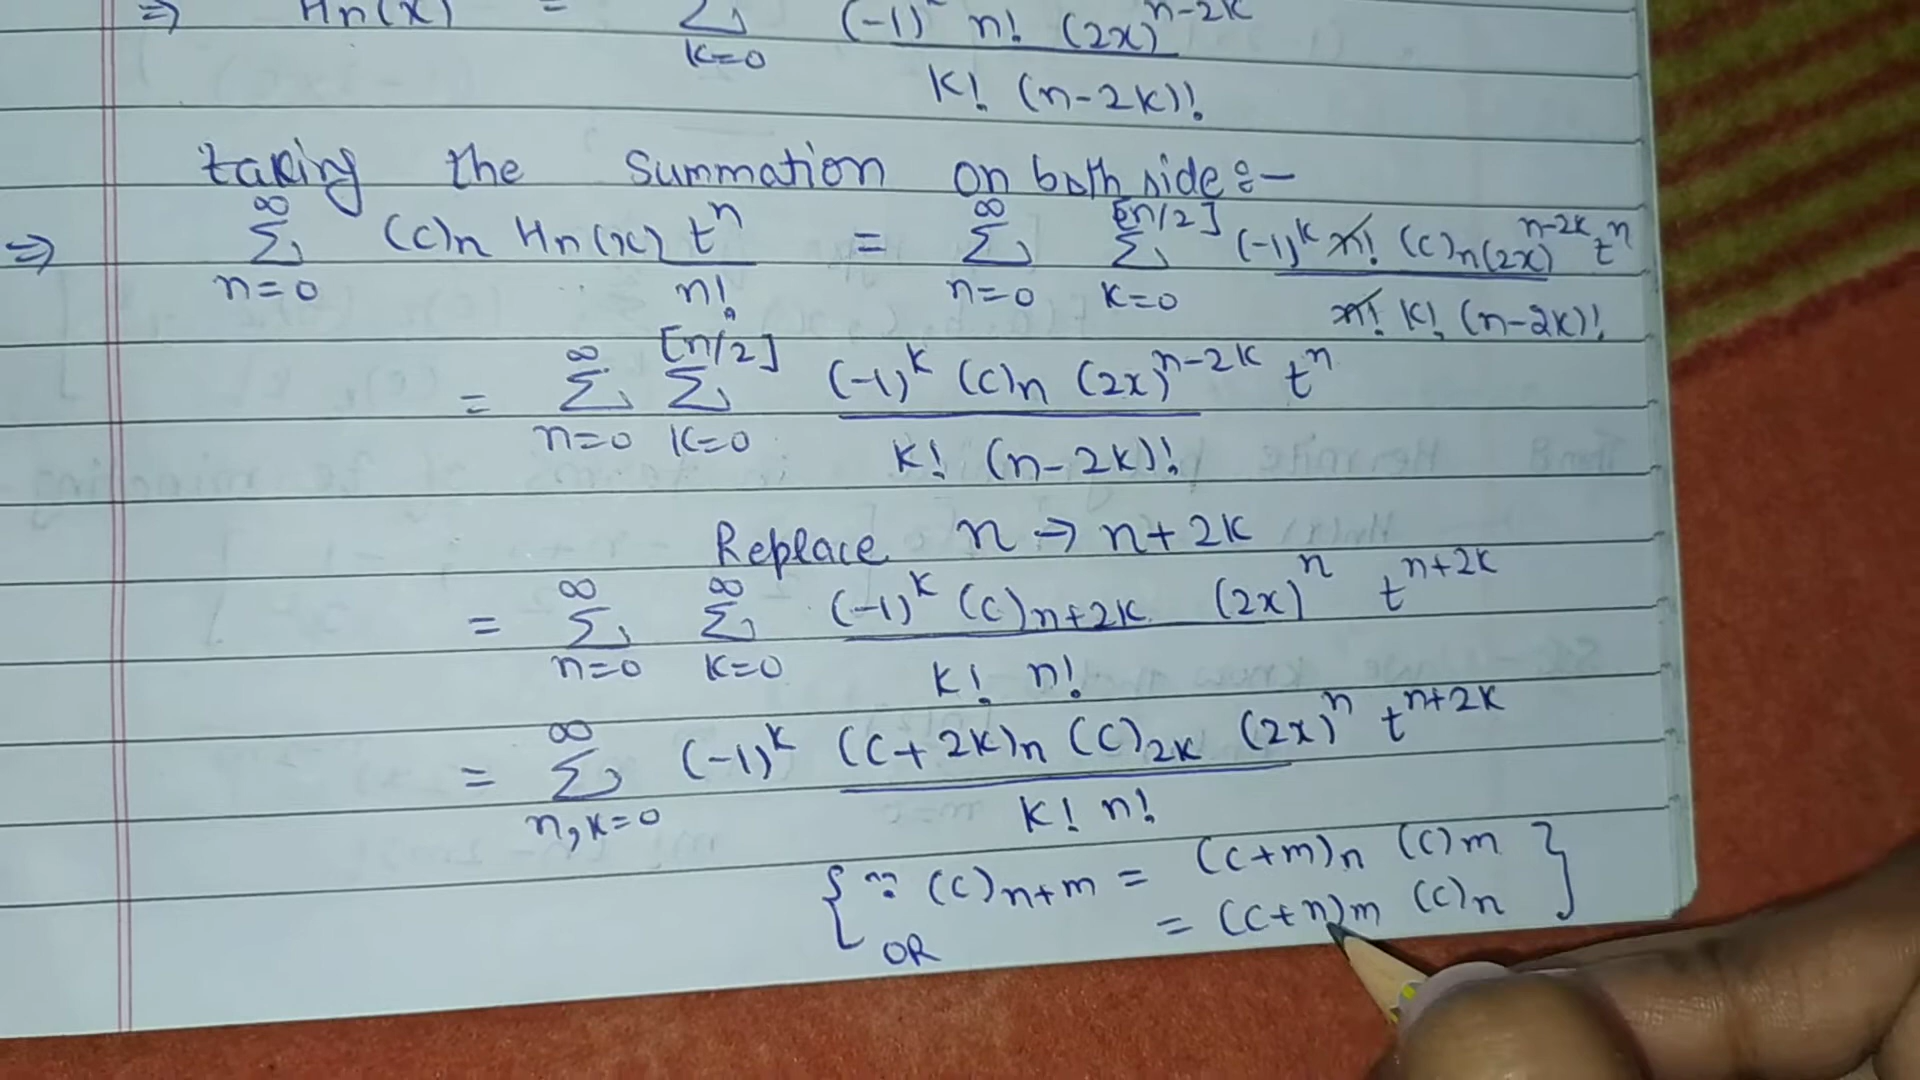 ⇒ Hn(x) = Σ k=0 (-1)^k n! (2x)^n-2k / k! (n-2k)!
taking the summation on both side:-
⇒ ∞ Σ n=0 (c)n Hn(x) t^n / n! = ∞ Σ n=0 [n/2] Σ k=0 (-1)^k n! (c)n (2x)^n-2k t^n / n! k! (n-2k)!
= ∞ Σ n=0 [n/2] Σ k=0 (-1)^k (c)n (2x)^n-2k t^n / k! (n-2k)!
Replace n → n+2k
= ∞ Σ n=0 ∞ Σ k=0 (-1)^k (c)n+2k (2x)^n t^n+2k / k! n!
= ∞ Σ n,k=0 (-1)^k (c+2k)n (c)2k (2x)^n t^n+2k / k! n!
{ ∵ (c)n+m = (c+m)n (c)m
OR = (c+n)m (c)n }